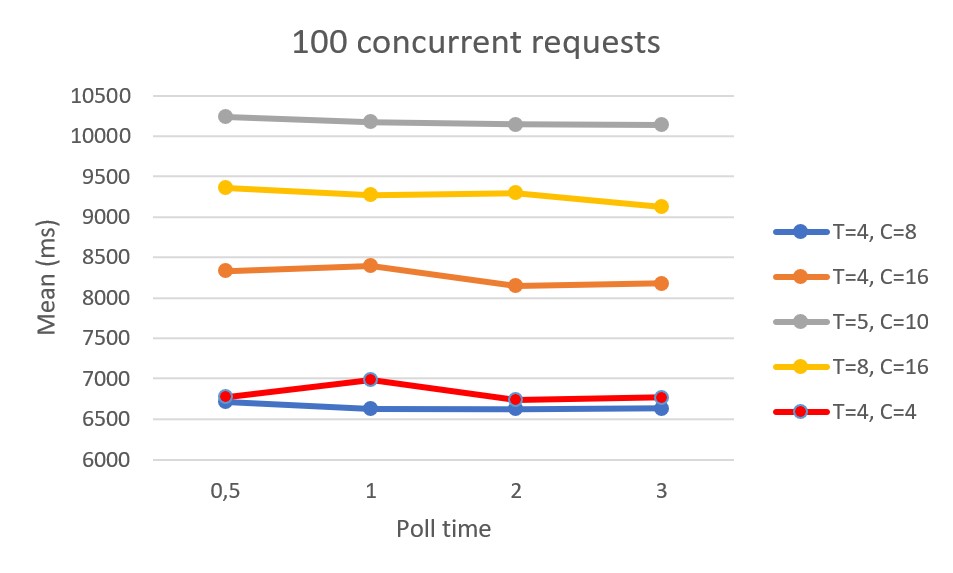 100 concurrent requests
10500
10000
9500
9000
8500
8000
7500
7000
6500
6000
Mean (ms)
0,5 1 2 3
Poll time
T=4, C=8
T=4, C=16
T=5, C=10
T=8, C=16
T=4, C=4